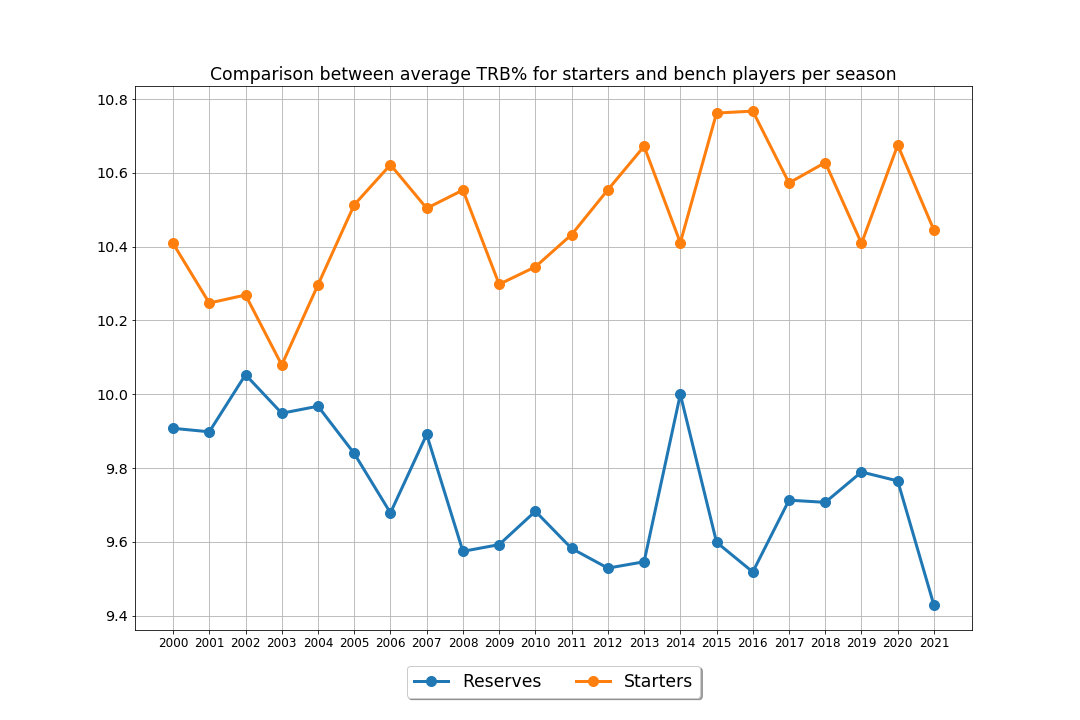 Comparison between average TRB% for starters and bench players per season
10.8
10.6
10.4
10.2
10.0
9.8
9.6
9.4
2000 2001 2002 2003 2004 2005 2006 2007 2008 2009 2010 2011 2012 2013 2014 2015 2016 2017 2018 2019 2020 2021
Reserves Starters